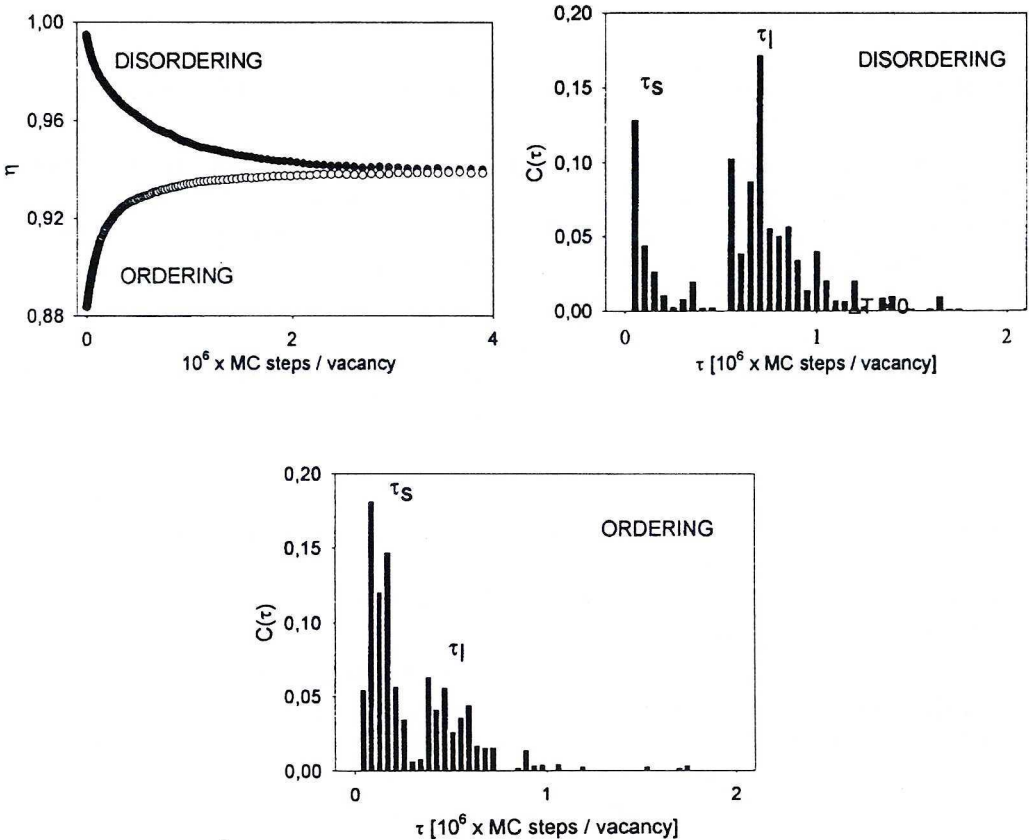 1,00
0,96
0,92
0,88
η
DISORDERING
ORDERING
0 2 4
10⁶ x MC steps / vacancy
0,20
0,15
0,10
0,05
0,00
C(τ)
τS
τl
DISORDERING
0 1 2
τ [10⁶ x MC steps / vacancy]
0,20
0,15
0,10
0,05
0,00
C(τ)
τS
τl
ORDERING
0 1 2
τ [10⁶ x MC steps / vacancy]